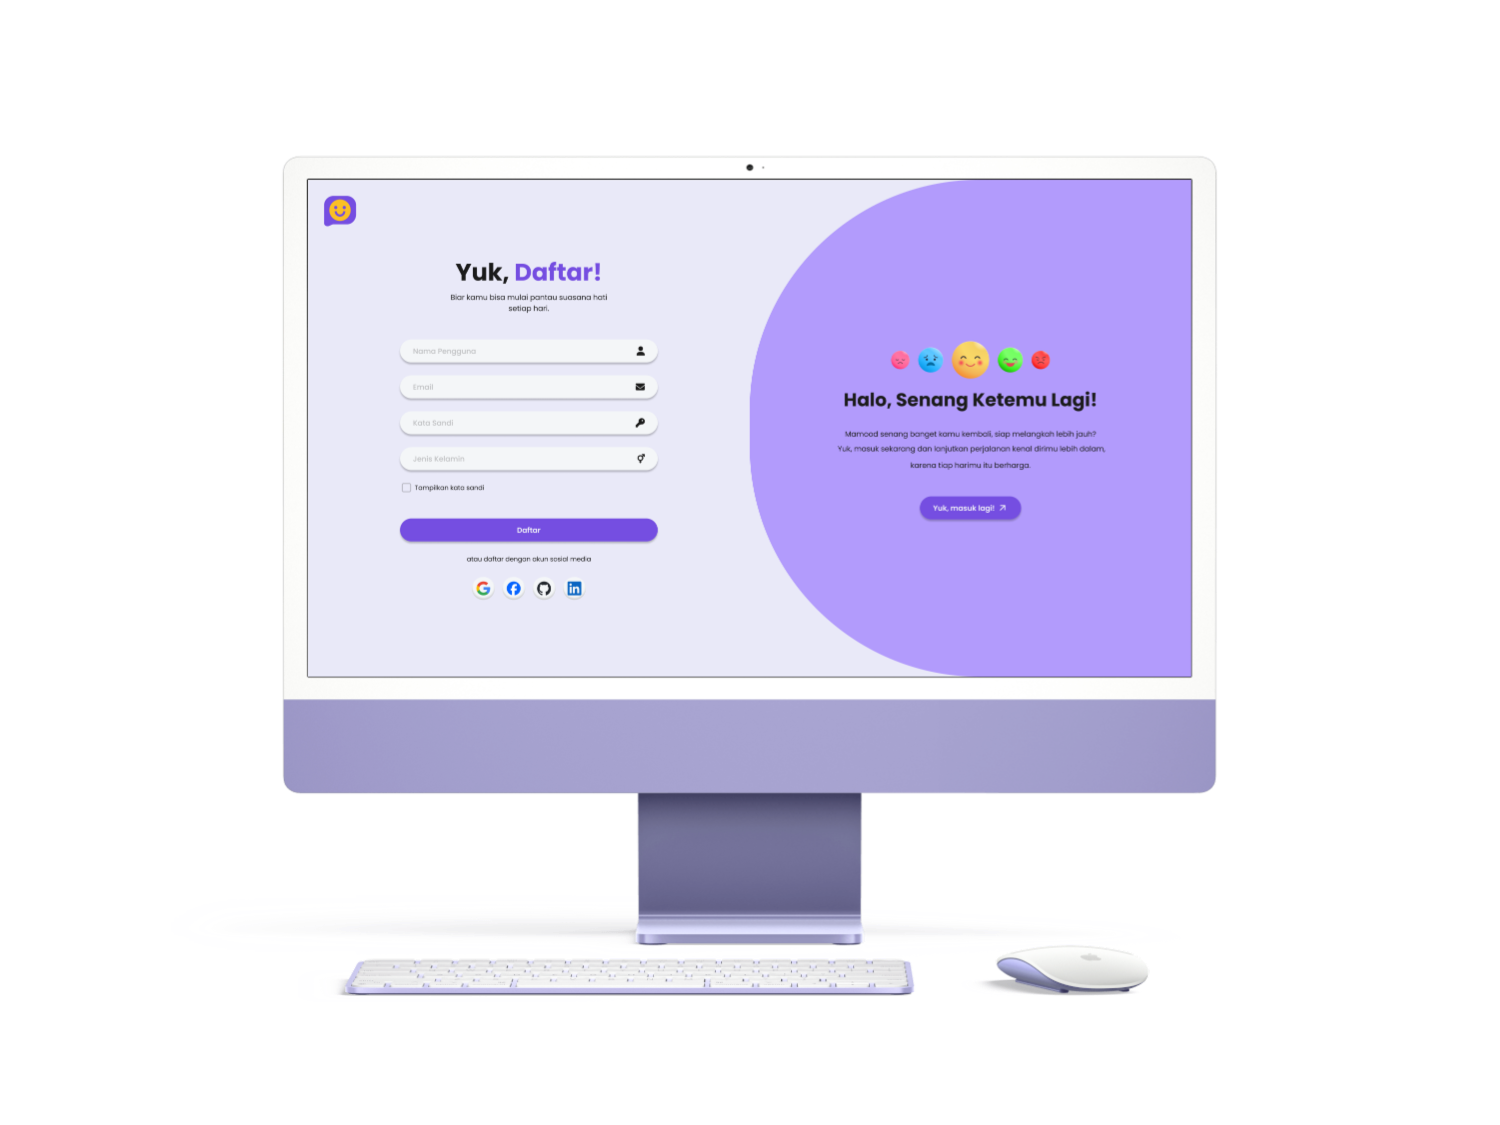 Yuk, Daftar!
Biar kamu bisa mulai pantau suasana hati
setiap hari.
Nama Pengguna
Email
Kata Sandi
Jenis Kelamin
Tampilkan kata sandi
Daftar
atau daftar dengan akun sosial media
Halo, Senang Ketemu Lagi!
Mamood senang banget kamu kembali, siap melangkah lebih jauh?
Yuk, masuk sekarang dan lanjutkan perjalanan kenal dirimu lebih dalam,
karena tiap harimu itu berharga.
Yuk, masuk lagi!